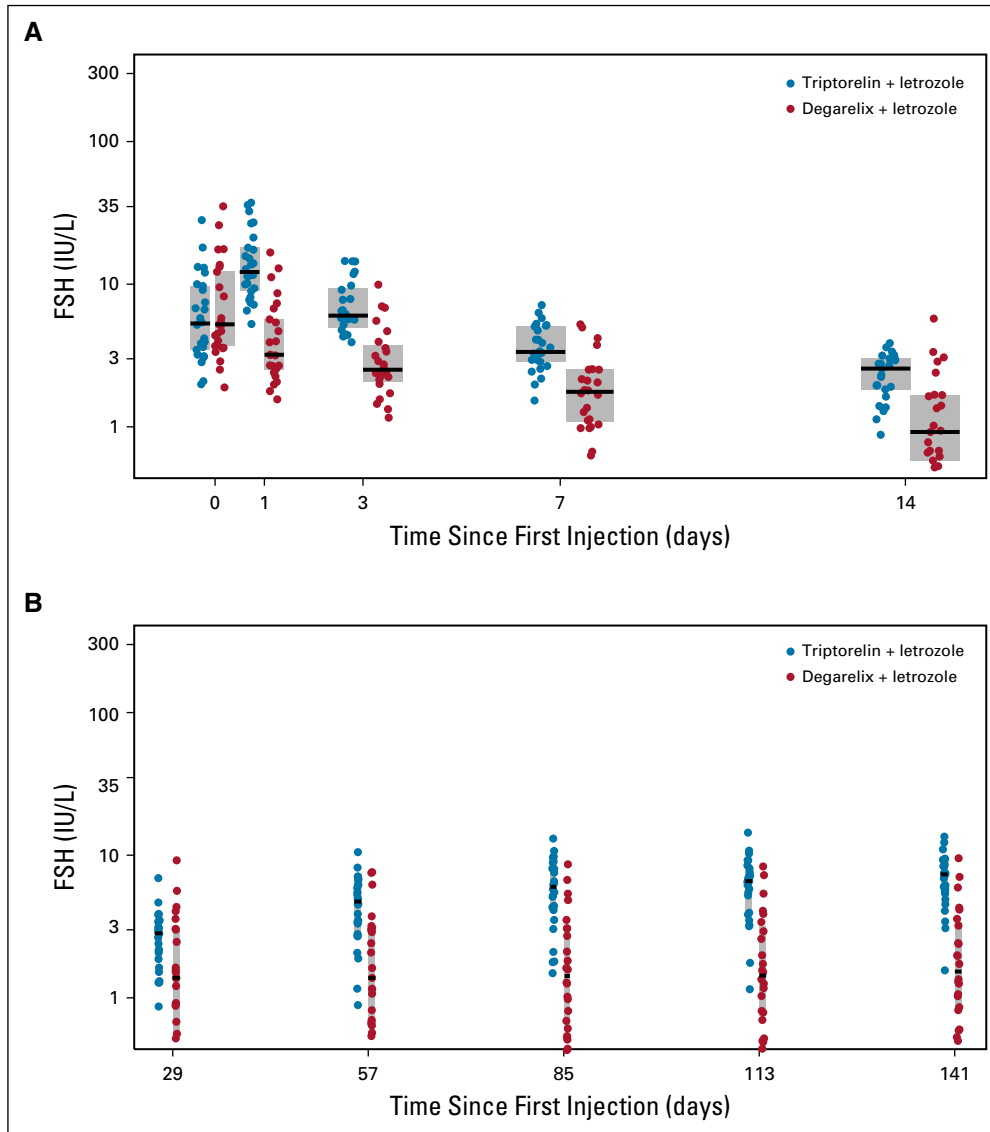 A
300
100
35
10
3
1
FSH (IU/L)
Triptorelin + letrozole
Degarelix + letrozole
0 1 3 7 14
Time Since First Injection (days)
B
300
100
35
10
3
1
FSH (IU/L)
Triptorelin + letrozole
Degarelix + letrozole
29 57 85 113 141
Time Since First Injection (days)